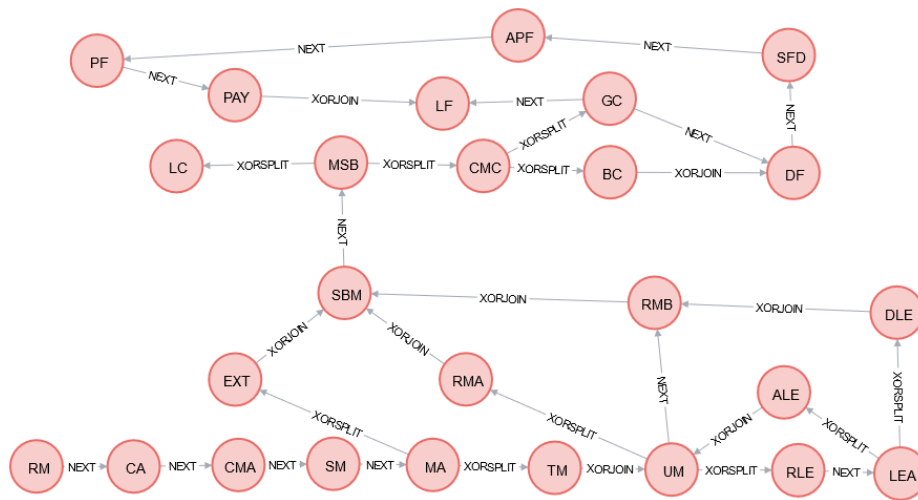 APF
PF
NEXT
NEXT
SFD
NEXT
PAY
XORJOIN
LF
NEXT
GC
NEXT
XORSPLIT
NEXT
LC
XORSPLIT
MSB
XORSPLIT
CMC
XORSPLIT
BC
XORJOIN
DF
NEXT
SBM
XORJOIN
RMB
XORJOIN
DLE
XORJOIN
XORJOIN
EXT
RMA
NEXT
ALE
XORSPLIT
XORSPLIT
XORSPLIT
XORJOIN
XORSPLIT
RM
NEXT
CA
NEXT
CMA
NEXT
SM
NEXT
MA
XORSPLIT
TM
XORJOIN
UM
XORSPLIT
RLE
NEXT
LEA